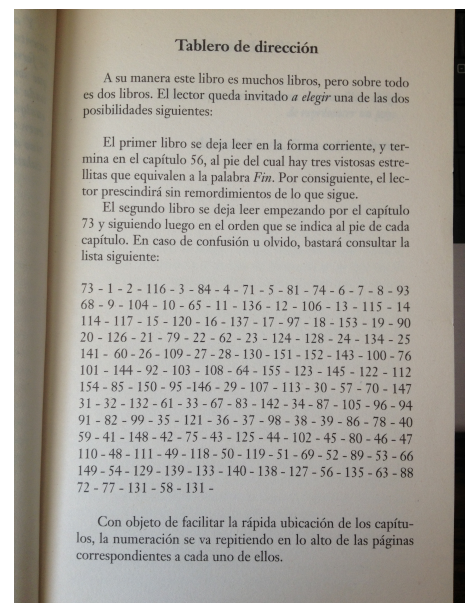 Tablero de dirección
A su manera este libro es muchos libros, pero sobre todo
es dos libros. El lector queda invitado a elegir una de las dos
posibilidades siguientes:
El primer libro se deja leer en la forma corriente, y ter-
mina en el capítulo 56, al pie del cual hay tres vistosas estre-
llitas que equivalen a la palabra Fin. Por consiguiente, el lec-
tor prescindirá sin remordimientos de lo que sigue.
El segundo libro se deja leer empezando por el capítulo
73 y siguiendo luego en el orden que se indica al pie de cada
capítulo. En caso de confusión u olvido, bastará consultar la
lista siguiente:
73 - 1 - 2 - 116 - 3 - 84 - 4 - 71 - 5 - 81 - 74 - 6 - 7 - 8 - 93
68 - 9 - 104 - 10 - 65 - 11 - 136 - 12 - 106 - 13 - 115 - 14
114 - 117 - 15 - 120 - 16 - 137 - 17 - 97 - 18 - 153 - 19 - 90
20 - 126 - 21 - 79 - 22 - 62 - 23 - 124 - 128 - 24 - 134 - 25
141 - 60 - 26 - 109 - 27 - 28 - 130 - 151 - 152 - 143 - 100 - 76
101 - 144 - 92 - 103 - 108 - 64 - 155 - 123 - 145 - 122 - 112
154 - 85 - 150 - 95 -146 - 29 - 107 - 113 - 30 - 57 - 70 - 147
31 - 32 - 132 - 61 - 33 - 67 - 83 - 142 - 34 - 87 - 105 - 96 - 94
91 - 82 - 99 - 35 - 121 - 36 - 37 - 98 - 38 - 39 - 86 - 78 - 40
59 - 41 - 148 - 42 - 75 - 43 - 125 - 44 - 102 - 45 - 80 - 46 - 47
110 - 48 - 111 - 49 - 118 - 50 - 119 - 51 - 69 - 52 - 89 - 53 - 66
149 - 54 - 129 - 139 - 133 - 140 - 138 - 127 - 56 - 135 - 63 - 88
72 - 77 - 131 - 58 - 131 -
Con objeto de facilitar la rápida ubicación de los capítu-
los, la numeración se va repitiendo en lo alto de las páginas
correspondientes a cada uno de ellos.